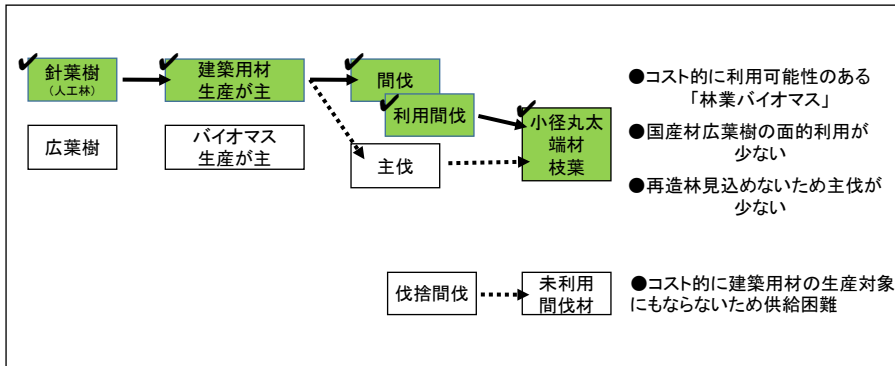 針葉樹
（人工林）
建築用材
生産が主
間伐
利用間伐
小径丸太
端材
枝葉
広葉樹
バイオマス
生産が主
主伐
●コスト的に利用可能性のある
「林業バイオマス」
●国産材広葉樹の面的利用が
少ない
●再造林見込めないため主伐が
少ない
伐捨間伐
未利用
間伐材
●コスト的に建築用材の生産対象
にもならないため供給困難